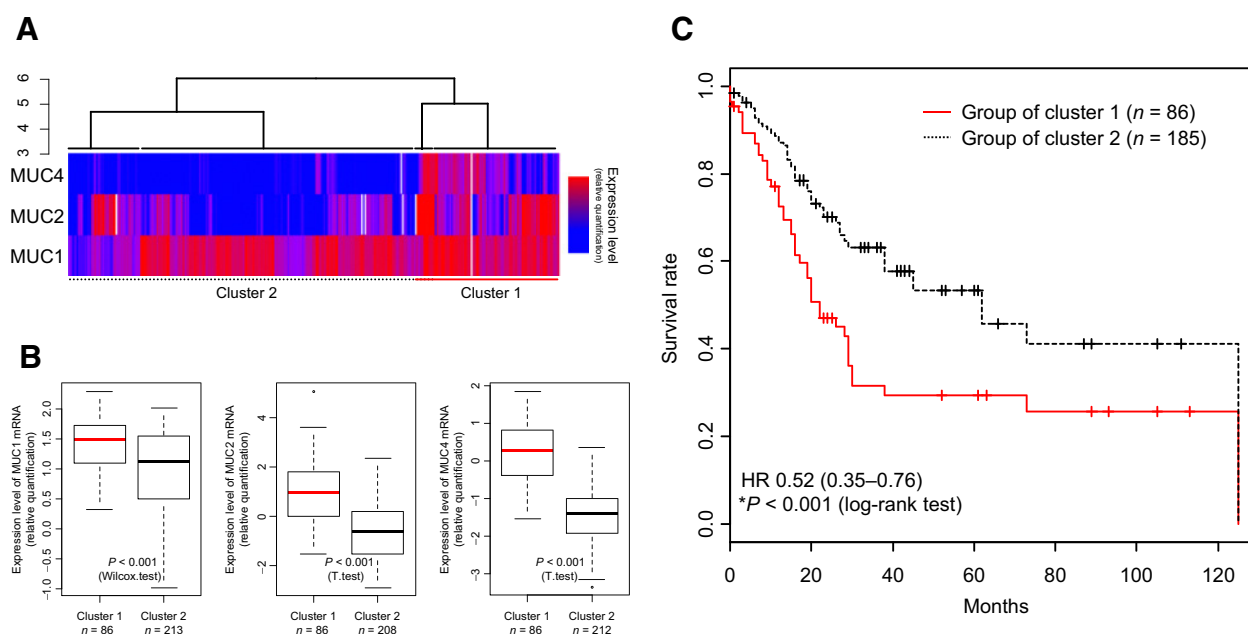 A
6
5
4
3
MUC4
MUC2
MUC1
Expression level
(relative quantification)
Cluster 2
Cluster 1
B
Expression level of MUC1 mRNA
(relative quantification)
2.0
1.5
1.0
0.5
0.0
−0.5
−1.0
P < 0.001
(Wilcox.test)
Cluster 1
n = 86
Cluster 2
n = 213
Expression level of MUC2 mRNA
(relative quantification)
4
2
0
−2
P < 0.001
(T.test)
Cluster 1
n = 86
Cluster 2
n = 208
Expression level of MUC4 mRNA
(relative quantification)
2
1
0
−1
−2
−3
P < 0.001
(T.test)
Cluster 1
n = 86
Cluster 2
n = 212
C
Survival rate
1.0
0.8
0.6
0.4
0.2
0.0
Group of cluster 1 (n = 86)
Group of cluster 2 (n = 185)
HR 0.52 (0.35–0.76)
*P < 0.001 (log-rank test)
0 20 40 60 80 100 120
Months